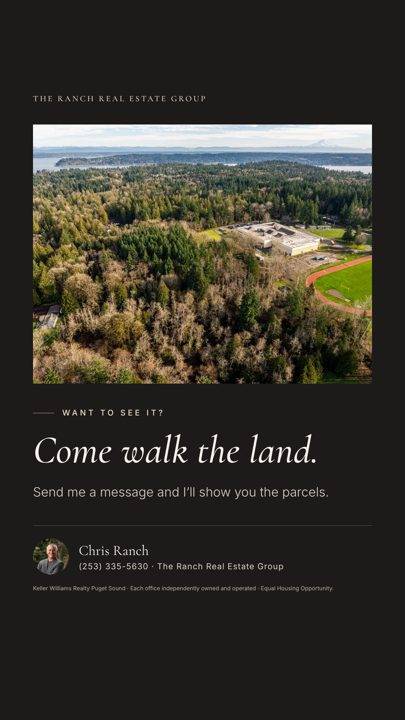 THE RANCH REAL ESTATE GROUP
WANT TO SEE IT?
Come walk the land.
Send me a message and I’ll show you the parcels.
Chris Ranch
(253) 335-5630 · The Ranch Real Estate Group
Keller Williams Realty Puget Sound · Each office independently owned and operated · Equal Housing Opportunity.